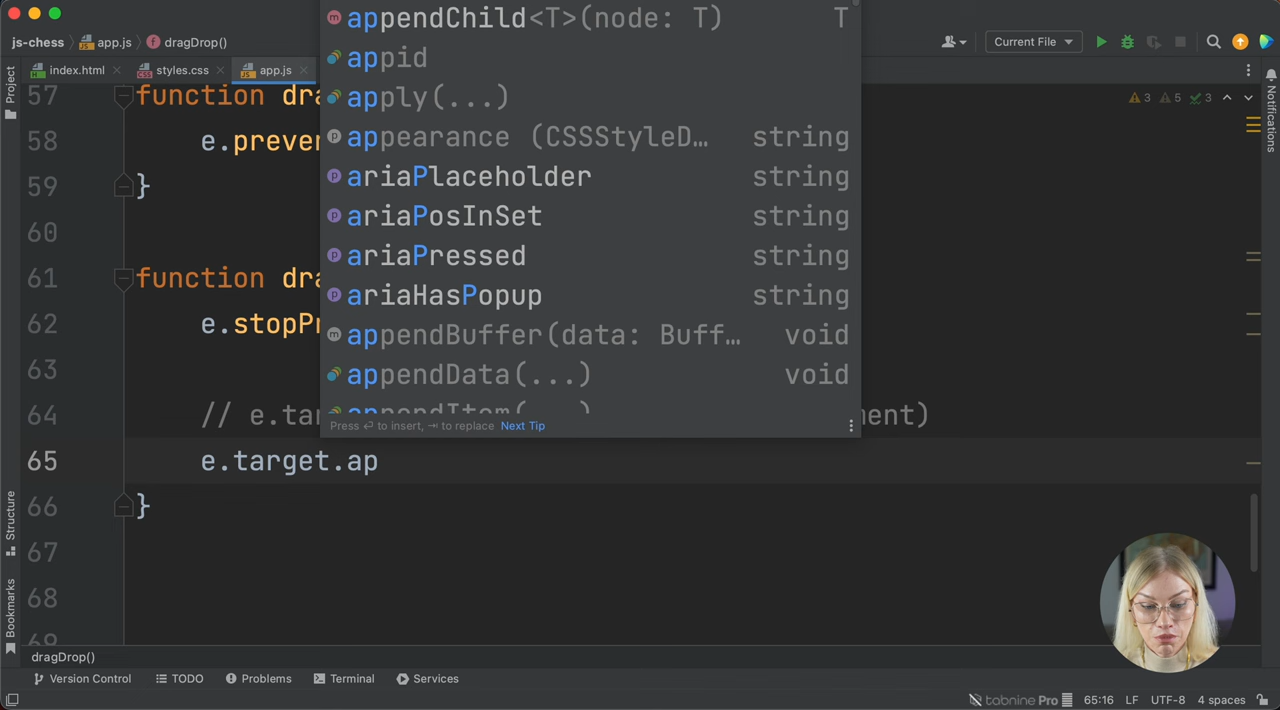 js-chess
app.js
dragDrop()
Current File
index.html
styles.css
app.js
Project
Notifications
3
5
3
57
function dra
58
e.prever
59
}
60
61
function dra
62
e.stopPr
63
64
// e.tar
ment)
65
e.target.ap
66
}
67
68
69
appendChild<T>(node: T)
T
appid
apply(...)
appearance (CSSStyleD…
string
ariaPlaceholder
string
ariaPosInSet
string
ariaPressed
string
ariaHasPopup
string
appendBuffer(data: Buff…
void
appendData(...)
void
appendItem(...)
Press ⏎ to insert, ⇥ to replace
Next Tip
Structure
Bookmarks
dragDrop()
Version Control
TODO
Problems
Terminal
Services
tabnine Pro
65:16
LF
UTF-8
4 spaces